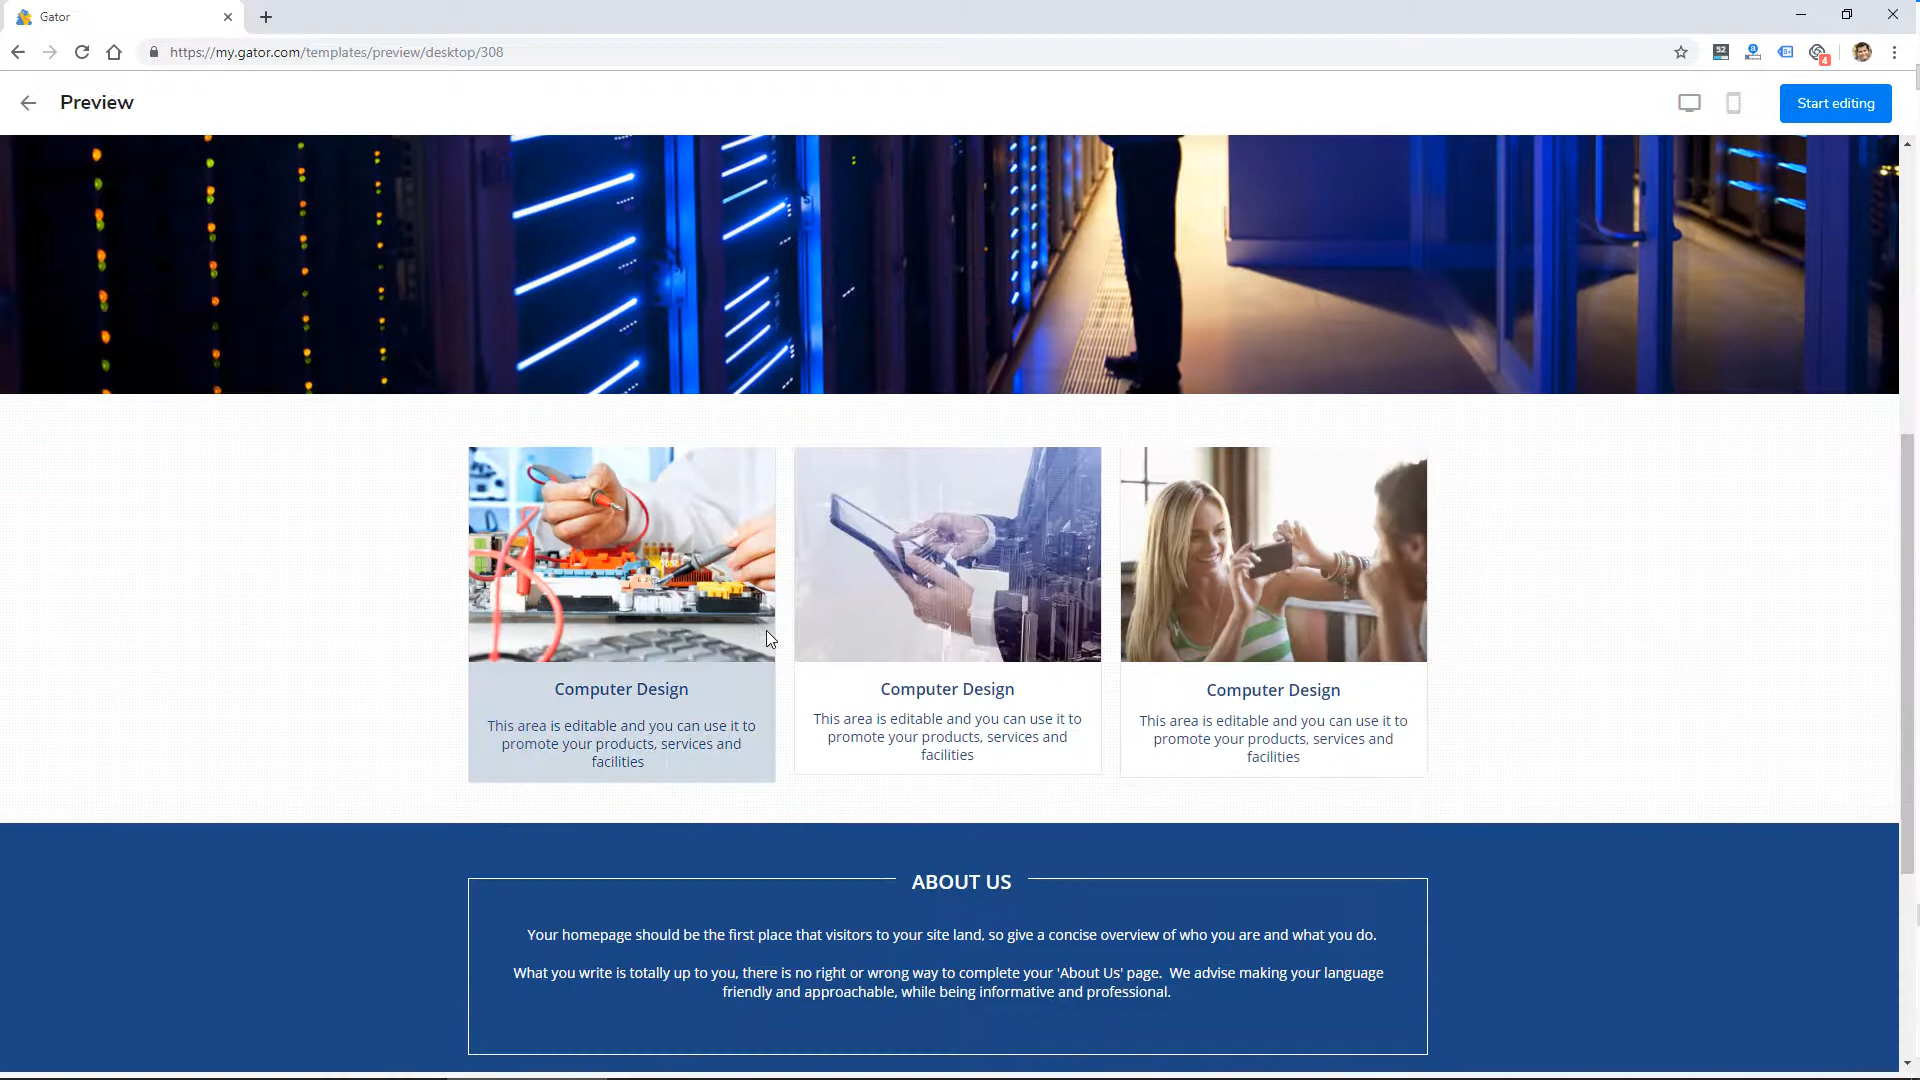 Gator
https://my.gator.com/templates/preview/desktop/308
52
4
Preview
Start editing
Computer Design
This area is editable and you can use it to
promote your products, services and
facilities
Computer Design
This area is editable and you can use it to
promote your products, services and
facilities
Computer Design
This area is editable and you can use it to
promote your products, services and
facilities
ABOUT US
Your homepage should be the first place that visitors to your site land, so give a concise overview of who you are and what you do.
What you write is totally up to you, there is no right or wrong way to complete your 'About Us' page.  We advise making your language
friendly and approachable, while being informative and professional.